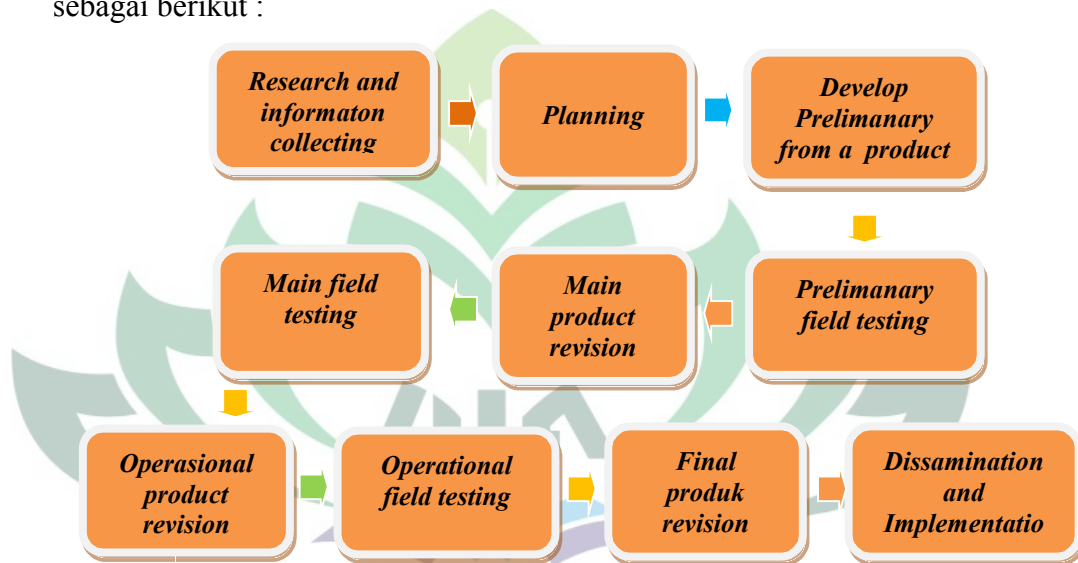 sebagai berikut :
Research and
informaton
collecting
Planning
Develop
Prelimanary
from a product
Prelimanary
field testing
Main
product
revision
Main field
testing
Operasional
product
revision
Operational
field testing
Final
produk
revision
Dissamination
and
Implementatio